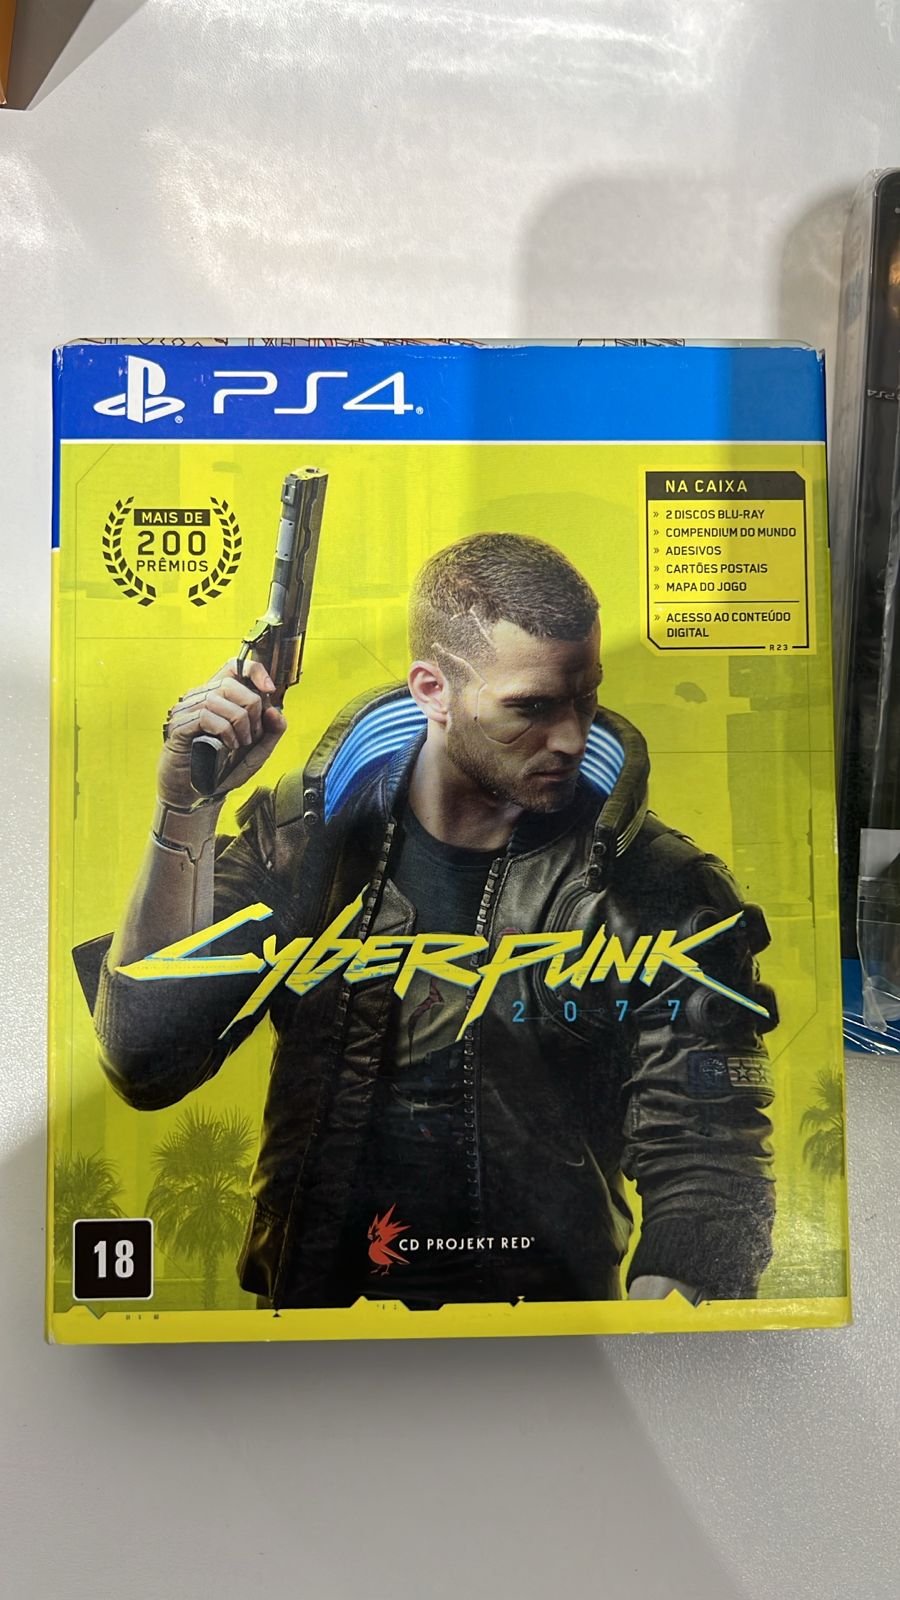 PS4
MAIS DE
200
PRÊMIOS
NA CAIXA
» 2 DISCOS BLU-RAY
» COMPENDIUM DO MUNDO
» ADESIVOS
» CARTÕES POSTAIS
» MAPA DO JOGO
» ACESSO AO CONTEÚDO
DIGITAL
R23
CYBERPUNK
2077
18
CD PROJEKT RED®
PS4